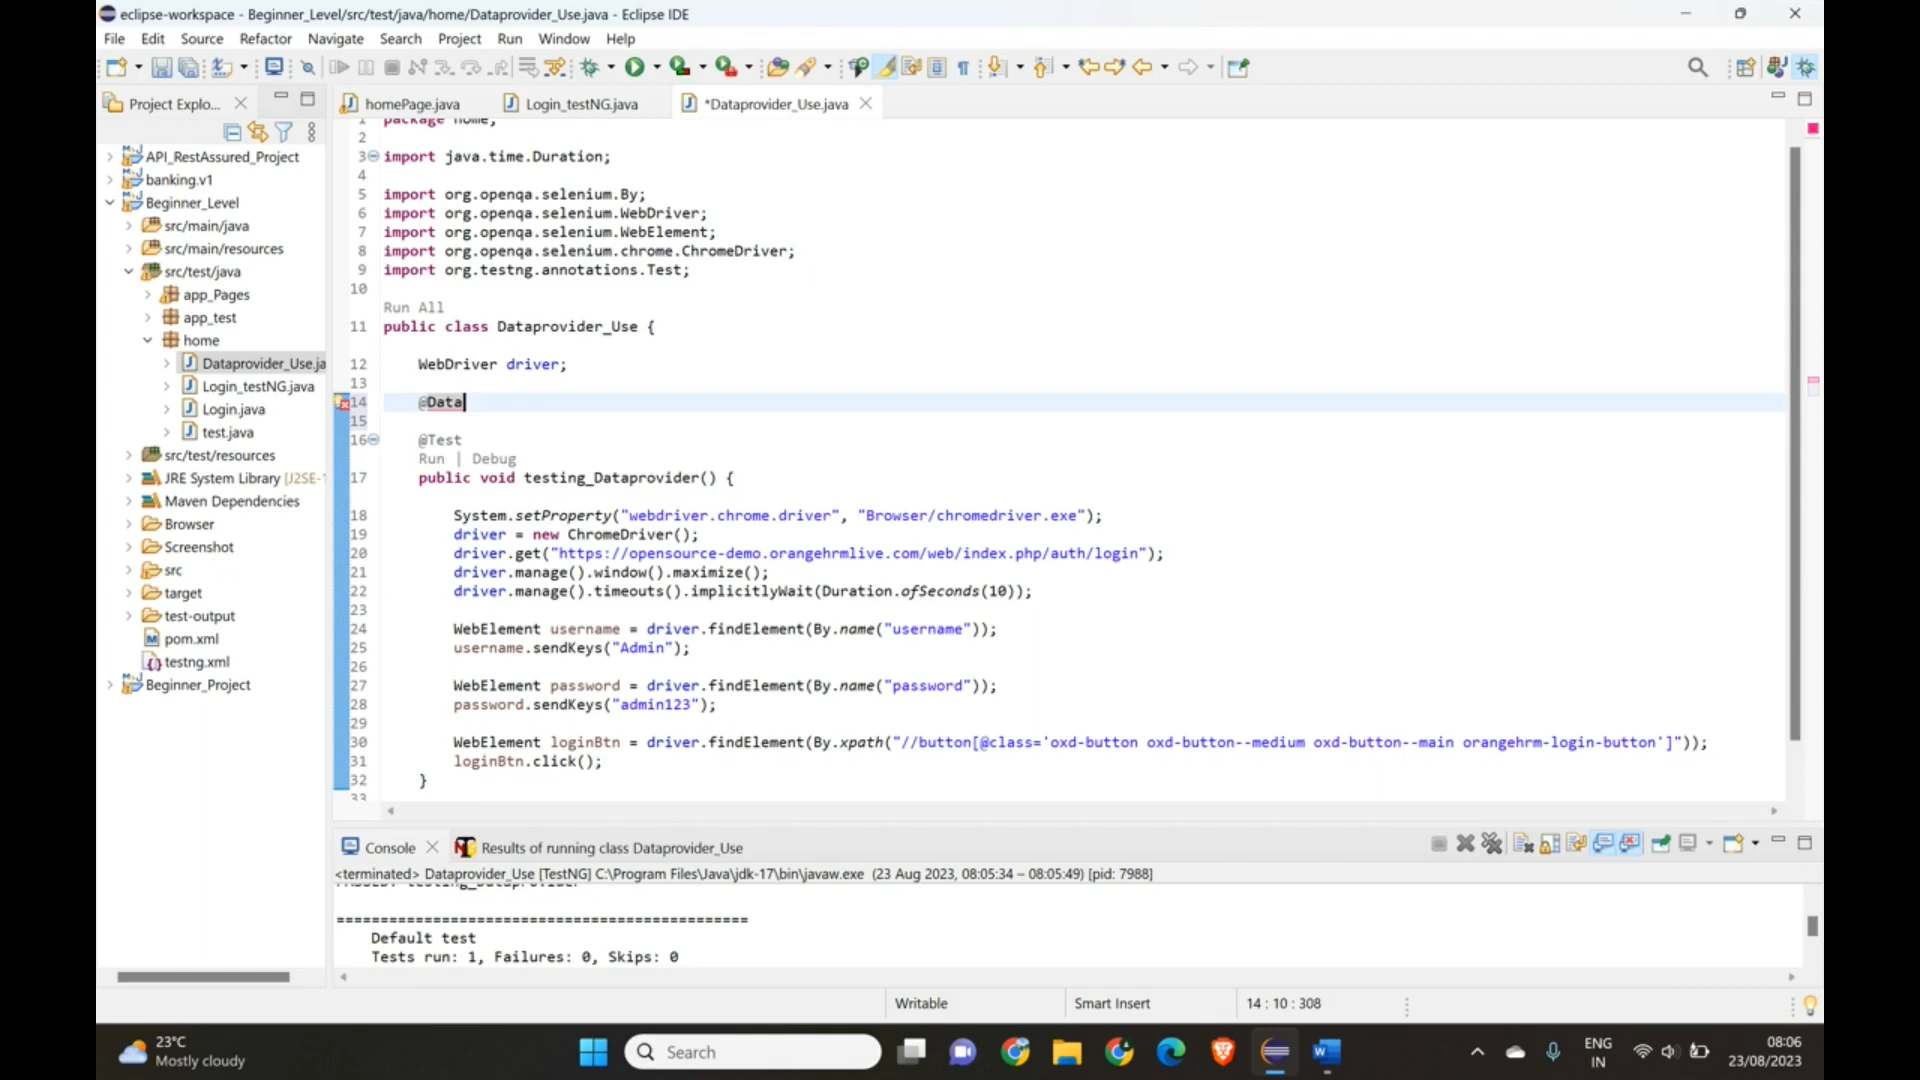 eclipse-workspace - Beginner_Level/src/test/java/home/Dataprovider_Use.java - Eclipse IDE
File Edit Source Refactor Navigate Search Project Run Window Help
Project Explo...
homePage.java
Login_testNG.java
*Dataprovider_Use.java
API_RestAssured_Project
banking.v1
Beginner_Level
src/main/java
src/main/resources
src/test/java
app_Pages
app_test
home
Dataprovider_Use.ja
Login_testNG.java
Login.java
test.java
src/test/resources
JRE System Library [J2SE-1
Maven Dependencies
Browser
Screenshot
src
target
test-output
pom.xml
testng.xml
Beginner_Project
1 package home;
2
3 import java.time.Duration;
4
5 import org.openqa.selenium.By;
6 import org.openqa.selenium.WebDriver;
7 import org.openqa.selenium.WebElement;
8 import org.openqa.selenium.chrome.ChromeDriver;
9 import org.testng.annotations.Test;
10
Run All
11 public class Dataprovider_Use {
12 WebDriver driver;
13
14 @Data
15
16 @Test
Run | Debug
17 public void testing_Dataprovider() {
18 System.setProperty("webdriver.chrome.driver", "Browser/chromedriver.exe");
19 driver = new ChromeDriver();
20 driver.get("https://opensource-demo.orangehrmlive.com/web/index.php/auth/login");
21 driver.manage().window().maximize();
22 driver.manage().timeouts().implicitlyWait(Duration.ofSeconds(10));
23
24 WebElement username = driver.findElement(By.name("username"));
25 username.sendKeys("Admin");
26
27 WebElement password = driver.findElement(By.name("password"));
28 password.sendKeys("admin123");
29
30 WebElement loginBtn = driver.findElement(By.xpath("//button[@class='oxd-button oxd-button--medium oxd-button--main orangehrm-login-button']"));
31 loginBtn.click();
32 }
33
Console
Results of running class Dataprovider_Use
<terminated> Dataprovider_Use [TestNG] C:\Program Files\Java\jdk-17\bin\javaw.exe (23 Aug 2023, 08:05:34 – 08:05:49) [pid: 7988]
PASSED: testing_Dataprovider
===============================================
Default test
Tests run: 1, Failures: 0, Skips: 0
Writable
Smart Insert
14 : 10 : 308
23°C
Mostly cloudy
Search
ENG
IN
08:06
23/08/2023